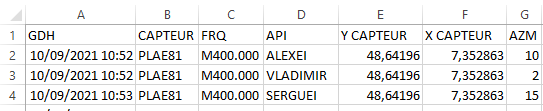 A B C D E F G
1 GDH CAPTEUR FRQ API Y CAPTEUR X CAPTEUR AZM
2 10/09/2021 10:52 PLAE81 M400.000 ALEXEI 48,64196 7,352863 10
3 10/09/2021 10:52 PLAE81 M400.000 VLADIMIR 48,64196 7,352863 2
4 10/09/2021 10:53 PLAE81 M400.000 SERGUEI 48,64196 7,352863 15